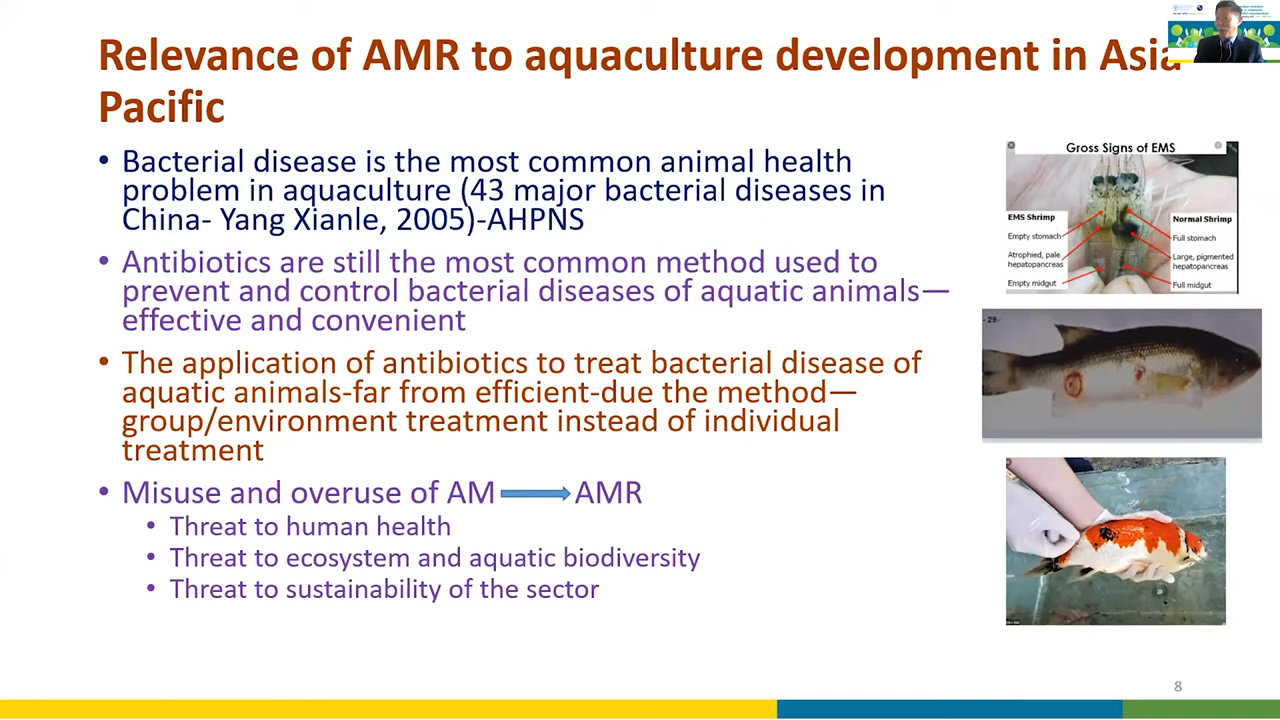 Relevance of AMR to aquaculture development in Asia
Pacific
• Bacterial disease is the most common animal health
problem in aquaculture (43 major bacterial diseases in
China- Yang Xianle, 2005)-AHPNS
• Antibiotics are still the most common method used to
prevent and control bacterial diseases of aquatic animals—
effective and convenient
• The application of antibiotics to treat bacterial disease of
aquatic animals-far from efficient-due the method—
group/environment treatment instead of individual
treatment
• Misuse and overuse of AM AMR
• Threat to human health
• Threat to ecosystem and aquatic biodiversity
• Threat to sustainability of the sector
Gross Signs of EMS
EMS Shrimp
Empty stomach
Atrophied, pale
hepatopancreas
Empty midgut
Normal Shrimp
Full stomach
Large, pigmented
hepatopancreas
Full midgut
- 29-
8